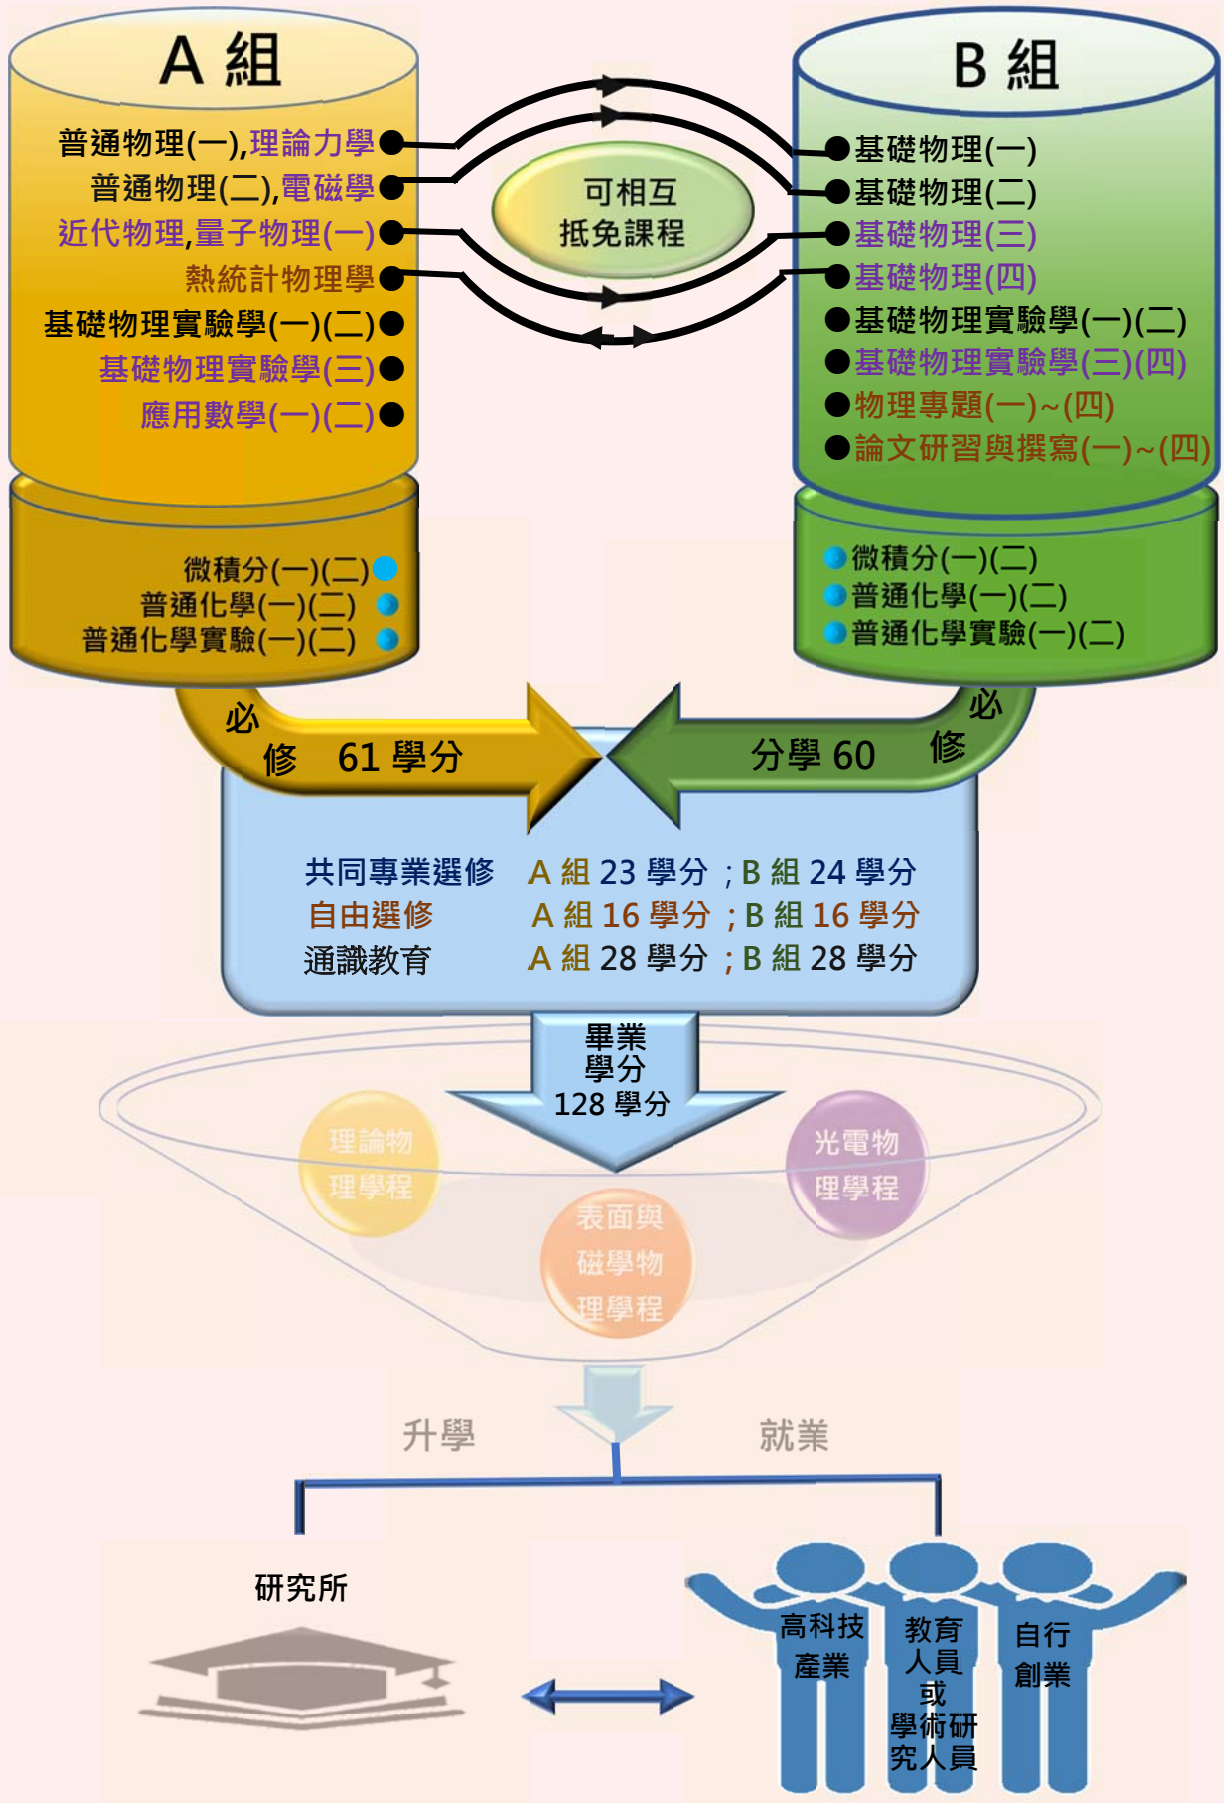 A 組
普通物理(一),理論力學
普通物理(二),電磁學
近代物理,量子物理(一)
熱統計物理學
基礎物理實驗學(一)(二)
基礎物理實驗學(三)
應用數學(一)(二)
微積分(一)(二)
普通化學(一)(二)
普通化學實驗(一)(二)
可相互
抵免課程
B 組
基礎物理(一)
基礎物理(二)
基礎物理(三)
基礎物理(四)
基礎物理實驗學(一)(二)
基礎物理實驗學(三)(四)
物理專題(一)~(四)
論文研習與撰寫(一)~(四)
微積分(一)(二)
普通化學(一)(二)
普通化學實驗(一)(二)
必
修 61 學分
必
分學 60 修
共同專業選修 A 組 23 學分 ; B 組 24 學分
自由選修 A 組 16 學分 ; B 組 16 學分
通識教育 A 組 28 學分 ; B 組 28 學分
畢業
學分
128 學分
理論物
理學程
表面與
磁學物
理學程
光電物
理學程
升學
就業
研究所
高科技
產業
教育
人員
或
學術研
究人員
自行
創業